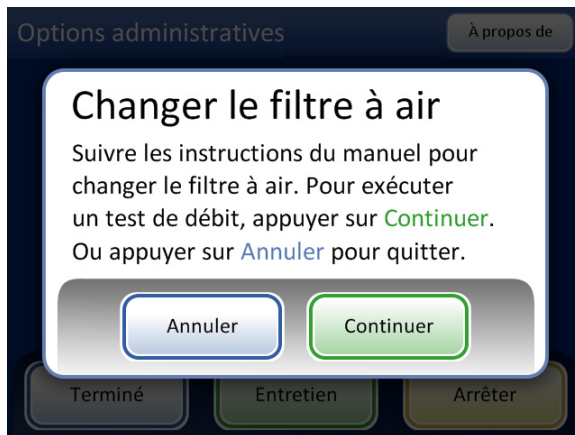 Options administratives
À propos de
Changer le filtre à air
Suivre les instructions du manuel pour
changer le filtre à air. Pour exécuter
un test de débit, appuyer sur Continuer.
Ou appuyer sur Annuler pour quitter.
Annuler
Continuer
Terminé
Entretien
Arrêter